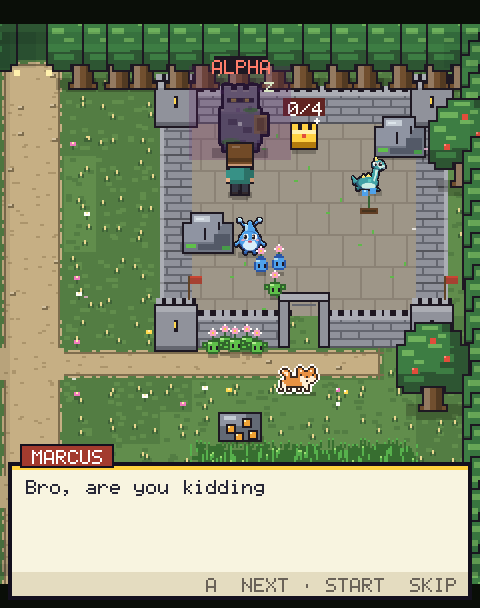 ALPHA
z
0/4
MARCUS
Bro, are you kidding
A NEXT · START SKIP